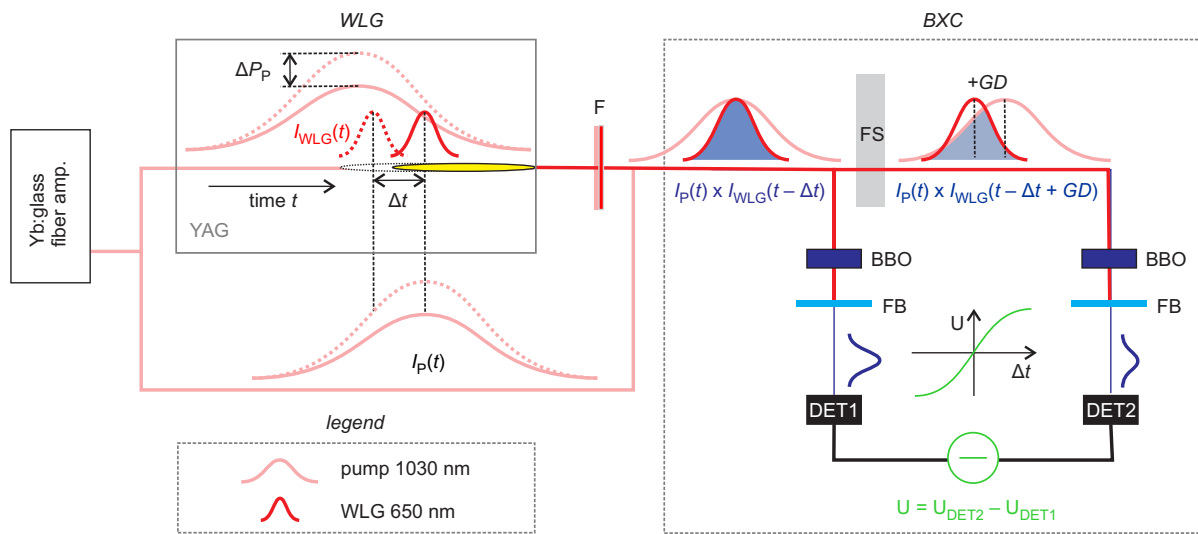 WLG
BXC
ΔP_P
I_WLG(t)
Yb:glass
fiber amp.
time t
Δt
YAG
F
FS
+GD
I_P(t) x I_WLG(t − Δt)
I_P(t) x I_WLG(t − Δt + GD)
BBO
BBO
FB
FB
U
Δt
I_P(t)
DET1
DET2
legend
pump 1030 nm
WLG 650 nm
U = U_DET2 − U_DET1